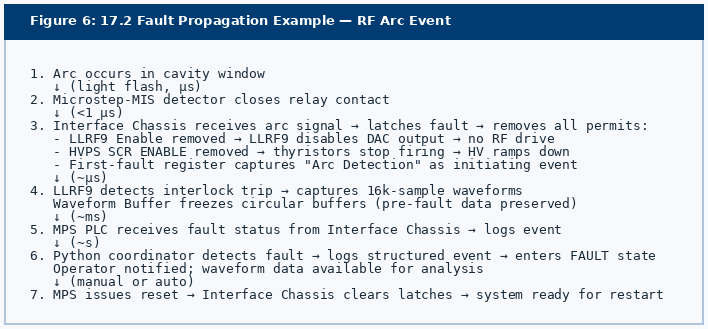 Figure 6: 17.2 Fault Propagation Example — RF Arc Event
1. Arc occurs in cavity window
↓ (light flash, μs)
2. Microstep-MIS detector closes relay contact
↓ (<1 μs)
3. Interface Chassis receives arc signal → latches fault → removes all permits:
- LLRF9 Enable removed → LLRF9 disables DAC output → no RF drive
- HVPS SCR ENABLE removed → thyristors stop firing → HV ramps down
- First-fault register captures "Arc Detection" as initiating event
↓ (~μs)
4. LLRF9 detects interlock trip → captures 16k-sample waveforms
Waveform Buffer freezes circular buffers (pre-fault data preserved)
↓ (~ms)
5. MPS PLC receives fault status from Interface Chassis → logs event
↓ (~s)
6. Python coordinator detects fault → logs structured event → enters FAULT state
Operator notified; waveform data available for analysis
↓ (manual or auto)
7. MPS issues reset → Interface Chassis clears latches → system ready for restart